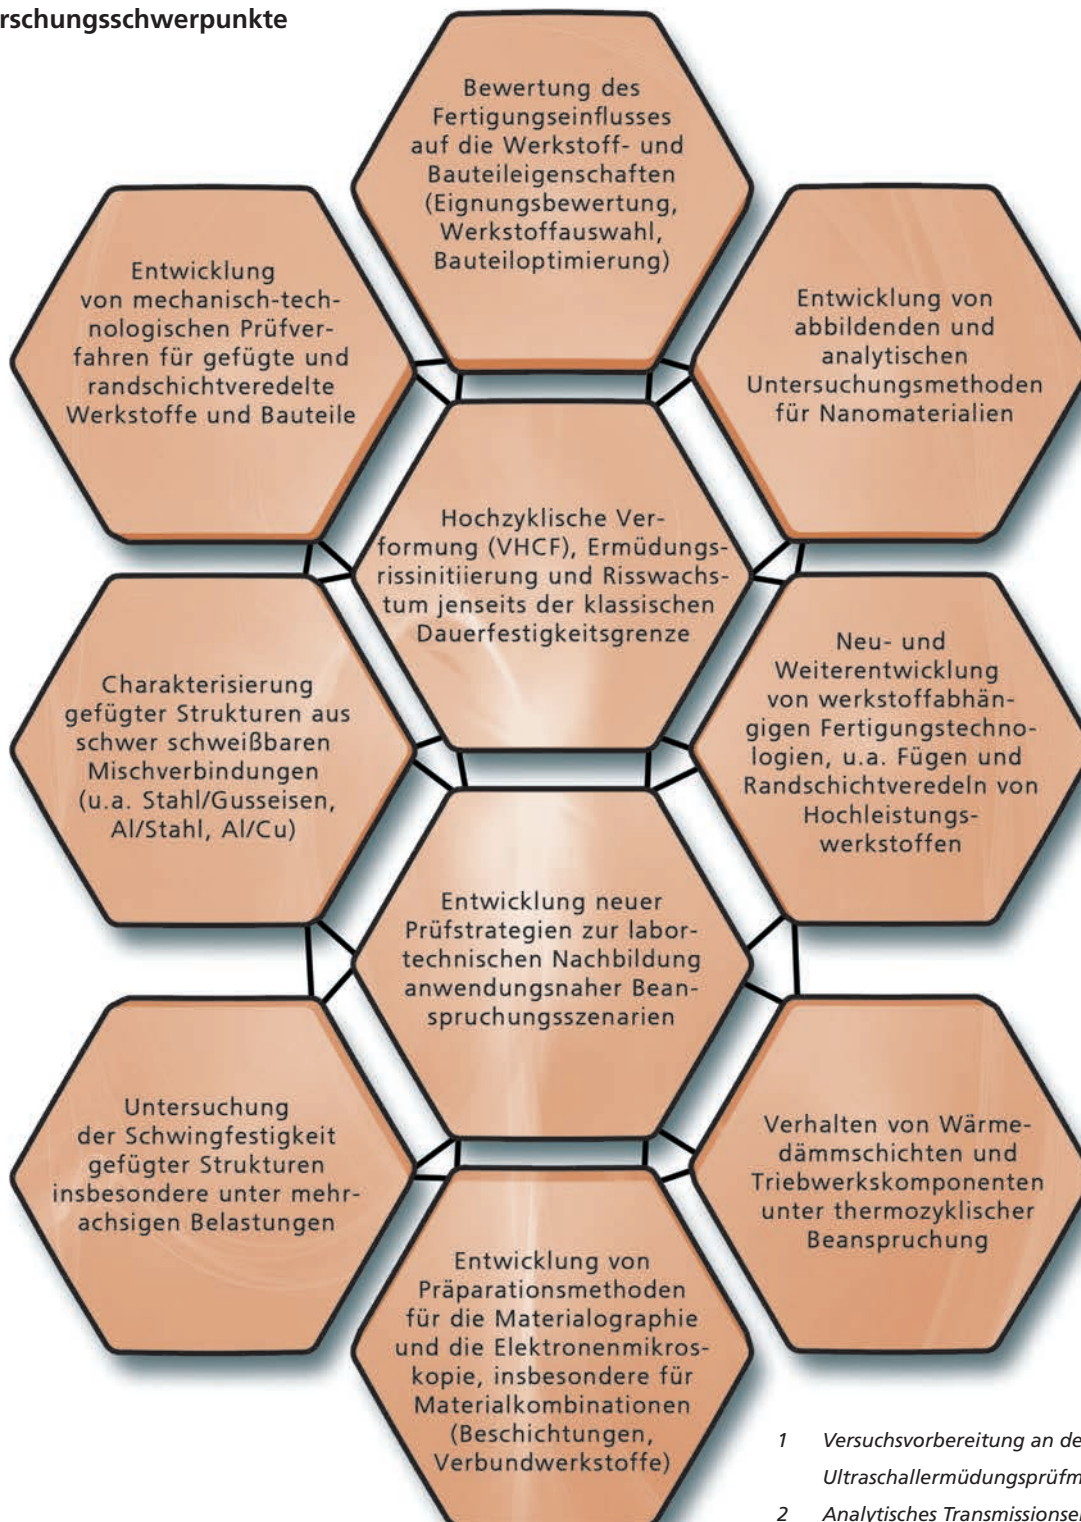 rschungsschwerpunkte
Bewertung des
Fertigungseinflusses
auf die Werkstoff- und
Bauteileigenschaften
(Eignungsbewertung,
Werkstoffauswahl,
Bauteiloptimierung)
Entwicklung
von mechanisch-tech-
nologischen Prüfver-
fahren für gefügte und
randschichtveredelte
Werkstoffe und Bauteile
Entwicklung von
abbildenden und
analytischen
Untersuchungsmethoden
für Nanomaterialien
Hochzyklische Ver-
formung (VHCF), Ermüdungs-
rissinitiierung und Risswachs-
tum jenseits der klassischen
Dauerfestigkeitsgrenze
Charakterisierung
gefügter Strukturen aus
schwer schweißbaren
Mischverbindungen
(u.a. Stahl/Gusseisen,
Al/Stahl, Al/Cu)
Neu- und
Weiterentwicklung
von werkstoffabhän-
gigen Fertigungstechno-
logien, u.a. Fügen und
Randschichtveredeln von
Hochleistungs-
werkstoffen
Entwicklung neuer
Prüfstrategien zur labor-
technischen Nachbildung
anwendungsnaher Bean-
spruchungsszenarien
Untersuchung
der Schwingfestigkeit
gefügter Strukturen
insbesondere unter mehr-
achsigen Belastungen
Verhalten von Wärme-
dämmschichten und
Triebwerkskomponenten
unter thermozyklischer
Beanspruchung
Entwicklung von
Präparationsmethoden
für die Materialographie
und die Elektronenmikros-
kopie, insbesondere für
Materialkombinationen
(Beschichtungen,
Verbundwerkstoffe)
1 Versuchsvorbereitung an de
Ultraschallermüdungsprüfm
2 Analytisches Transmissionse